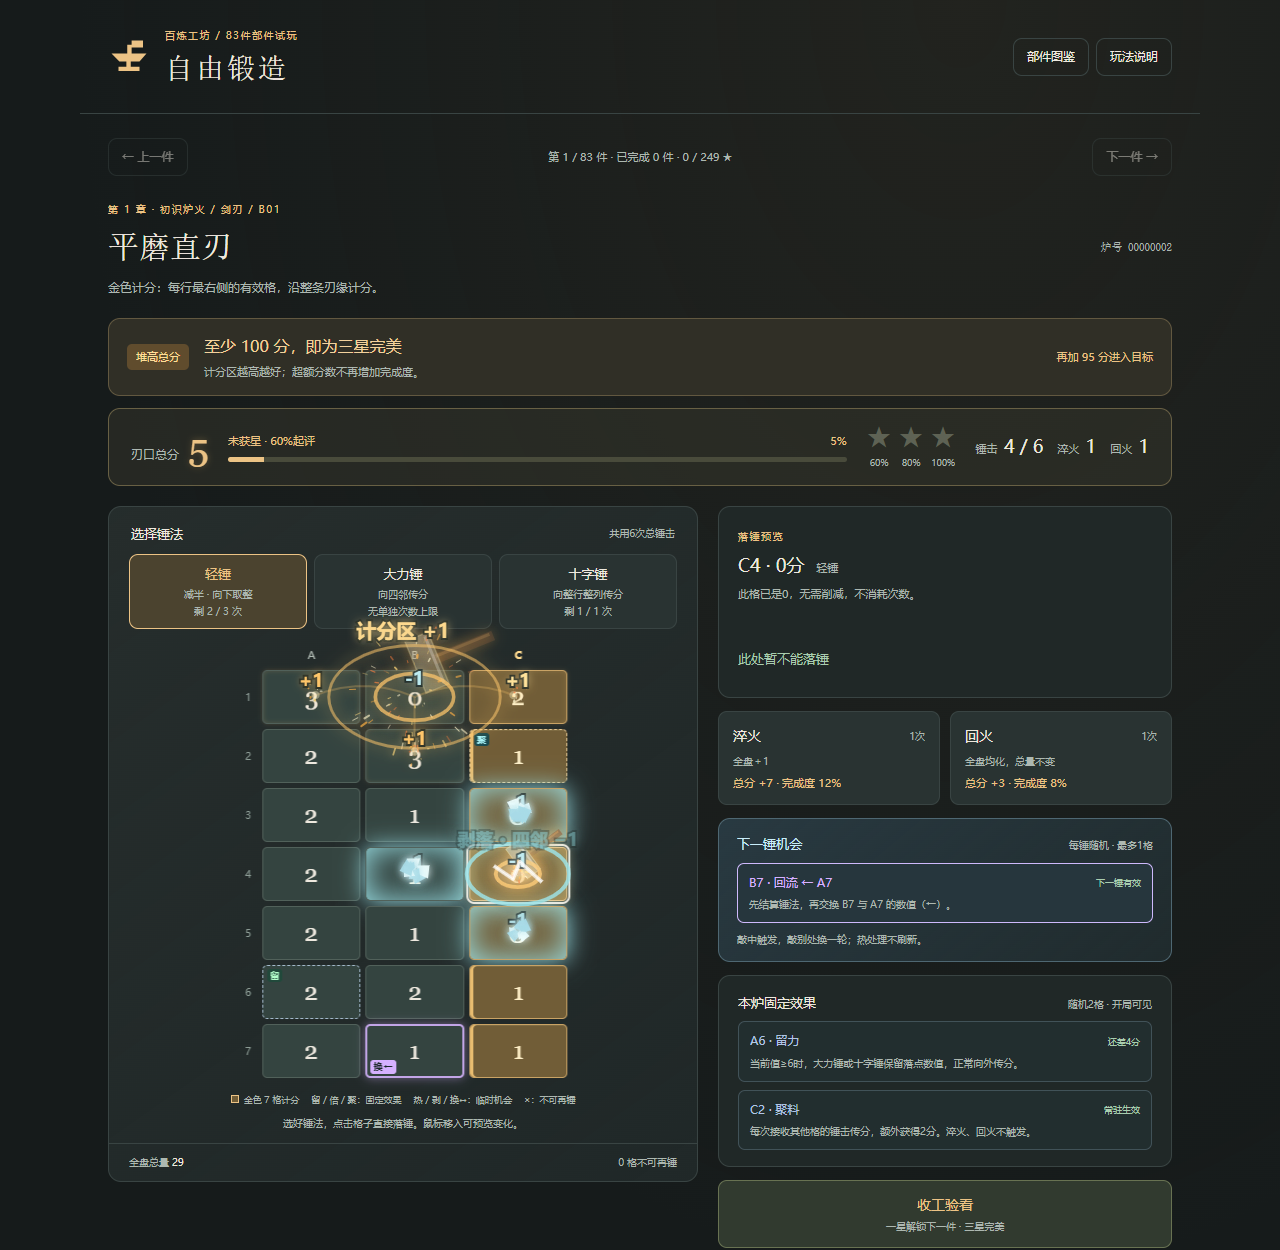 百炼工坊 / 83件部件试玩
自由锻造
部件图鉴
玩法说明
← 上一件
第 1 / 83 件 · 已完成 0 件 · 0 / 249 ★
下一件 →
第 1 章 · 初识炉火 / 剑刃 / B01
平磨直刃
炉号 00000002
金色计分：每行最右侧的有效格，沿整条刃缘计分。
堆高总分
至少 100 分，即为三星完美
计分区越高越好；超额分数不再增加完成度。
再加 95 分进入目标
刃口总分 5
未获星 · 60%起评
5%
60% 80% 100%
锤击 4 / 6 淬火 1 回火 1
选择锤法
共用6次总锤击
轻锤
减半 · 向下取整
剩 2 / 3 次
大力锤
向四邻传分
无单独次数上限
十字锤
向整行整列传分
剩 1 / 1 次
计分区 +1
A B C
+1 -1 +1
1 3 0 2
+1
2 2 3 聚 1
3 2 1
剥落 · 四邻 -1
4 2 -1
5 2 1 -1
6 留 2 2 1
7 2 1 换← 1
金色 7 格计分 留 / 倍 / 聚：固定效果 热 / 剥 / 换↔：临时机会 ×：不可再锤
选好锤法，点击格子直接落锤。鼠标移入可预览变化。
全盘总量 29
0 格不可再锤
落锤预览
C4 · 0分 轻锤
此格已是0，无需削减，不消耗次数。
此处暂不能落锤
淬火 1次
全盘 + 1
总分 +7 · 完成度 12%
回火 1次
全盘均化，总量不变
总分 +3 · 完成度 8%
下一锤机会
每锤随机 · 最多1格
B7 · 回流 ← A7
下一锤有效
先结算锤法，再交换 B7 与 A7 的数值（←）。
敲中触发，敲别处换一轮；热处理不刷新。
本炉固定效果
随机2格 · 开局可见
A6 · 留力
还差4分
当前值≥6时，大力锤或十字锤保留落点数值，正常向外传分。
C2 · 聚料
常驻生效
每次接收其他格的锤击传分，额外获得2分。淬火、回火不触发。
收工验看
一星解锁下一件 · 三星完美